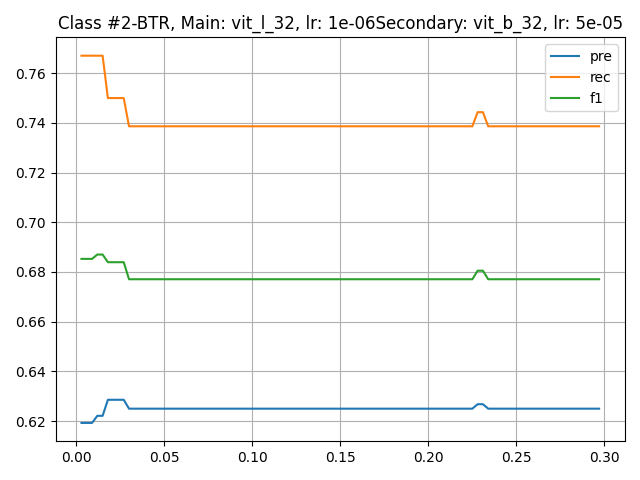 Class #2-BTR, Main: vit_l_32, lr: 1e-06Secondary: vit_b_32, lr: 5e-05
pre
rec
f1
0.76
0.74
0.72
0.70
0.68
0.66
0.64
0.62
0.00 0.05 0.10 0.15 0.20 0.25 0.30